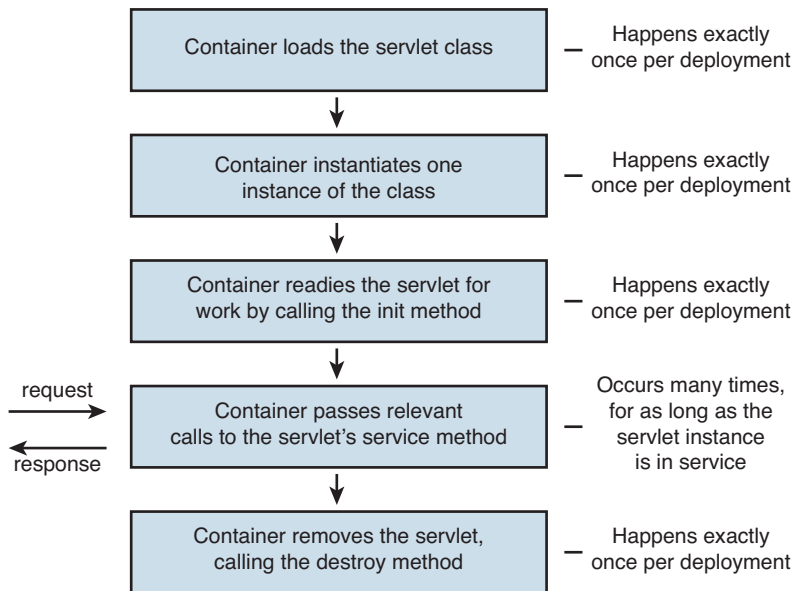 Container loads the servlet class
Happens exactly
once per deployment
Container instantiates one
instance of the class
Happens exactly
once per deployment
Container readies the servlet for
work by calling the init method
Happens exactly
once per deployment
request
response
Container passes relevant
calls to the servlet's service method
Occurs many times,
for as long as the
servlet instance
is in service
Container removes the servlet,
calling the destroy method
Happens exactly
once per deployment